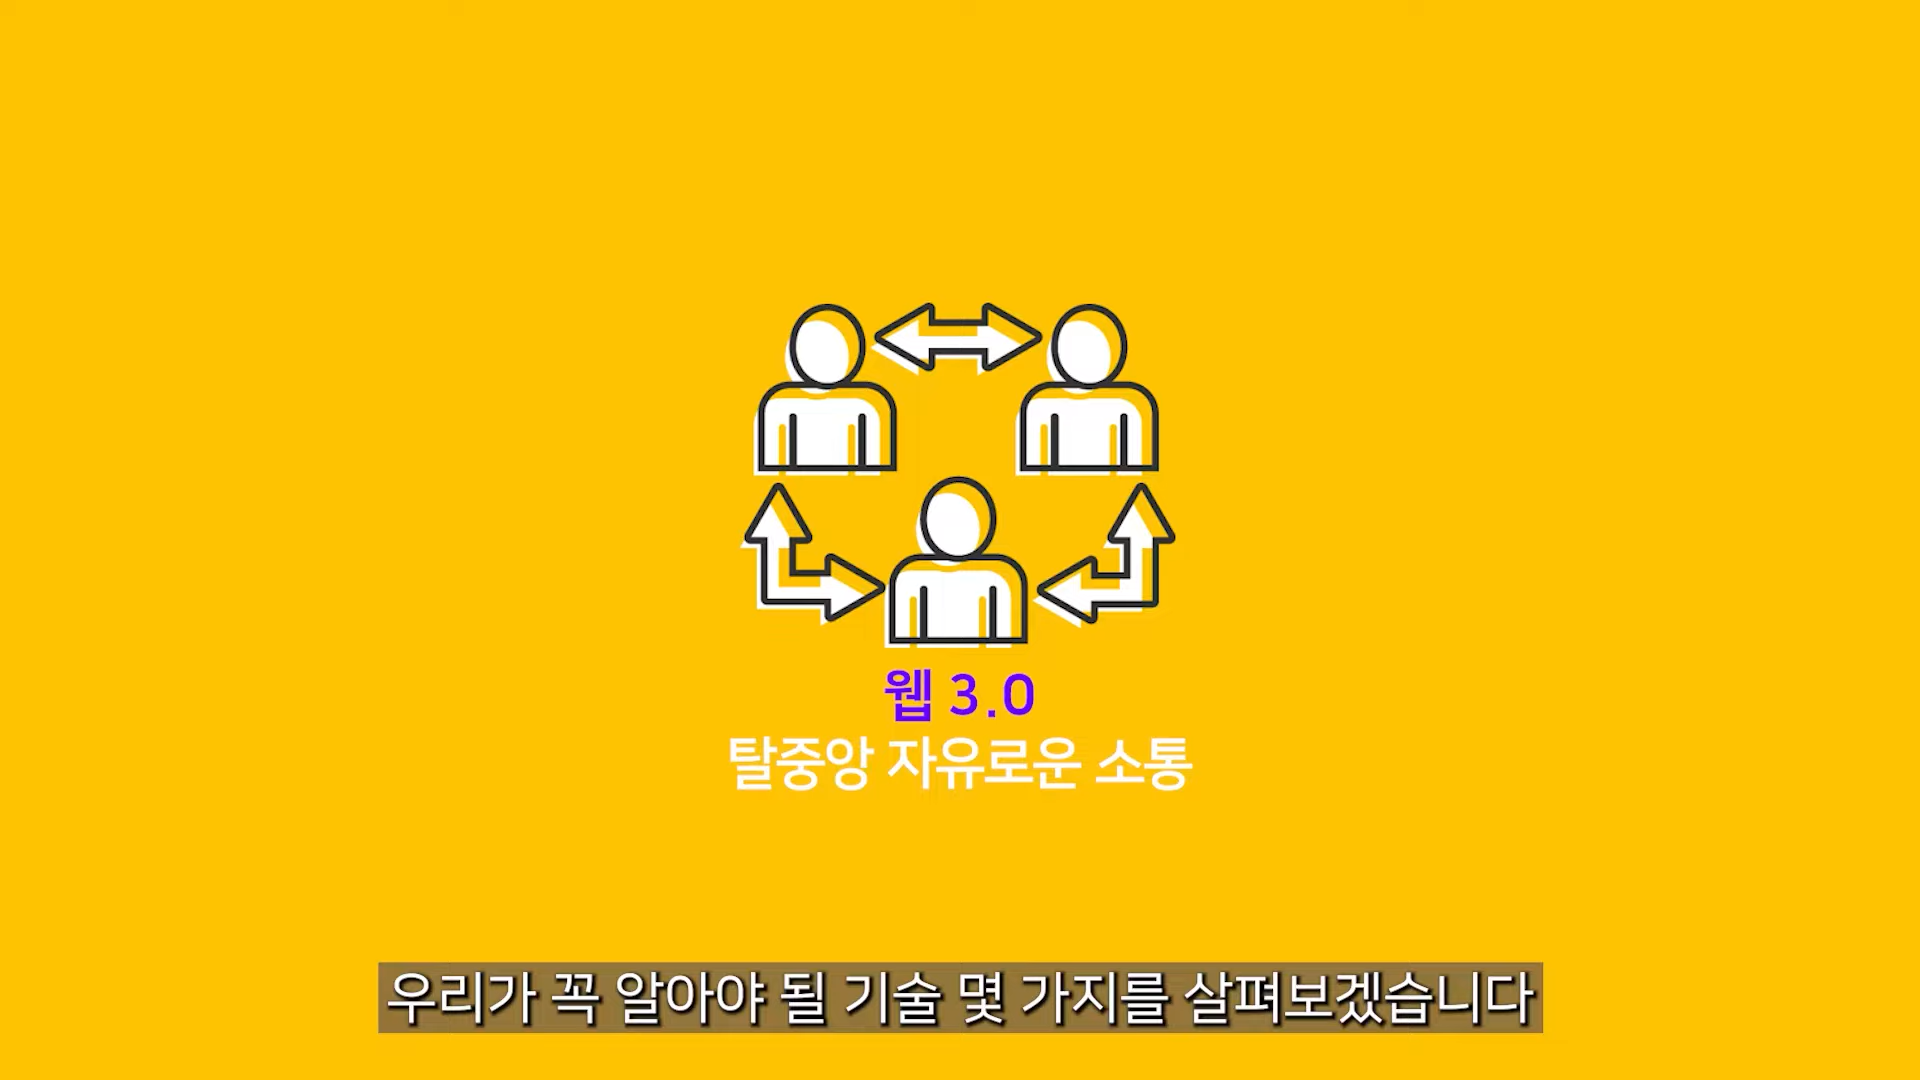 웹 3.0
탈중앙 자유로운 소통
우리가 꼭 알아야 될 기술 몇 가지를 살펴보겠습니다